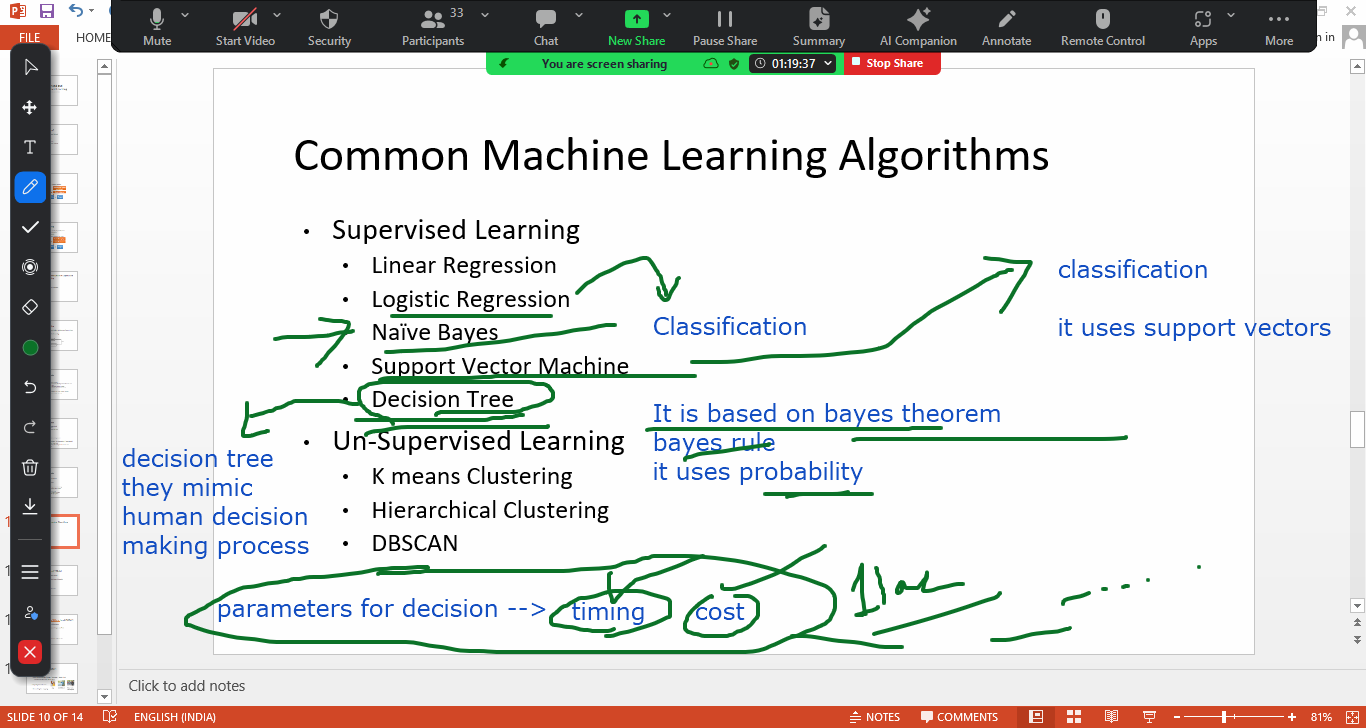 33
Mute
Start Video
Security
Participants
Chat
New Share
Pause Share
Summary
AI Companion
Annotate
Remote Control
Apps
More
FILE
HOME
n in
You are screen sharing
01:19:37
Stop Share
T
Common Machine Learning Algorithms
• Supervised Learning
• Linear Regression
• Logistic Regression
• Naïve Bayes
• Support Vector Machine
• Decision Tree
• Un-Supervised Learning
• K means Clustering
• Hierarchical Clustering
• DBSCAN
Classification
classification
it uses support vectors
It is based on bayes theorem
bayes rule
it uses probability
decision tree
they mimic
human decision
making process
parameters for decision --> timing cost
Click to add notes
SLIDE 10 OF 14
ENGLISH (INDIA)
NOTES
COMMENTS
81%